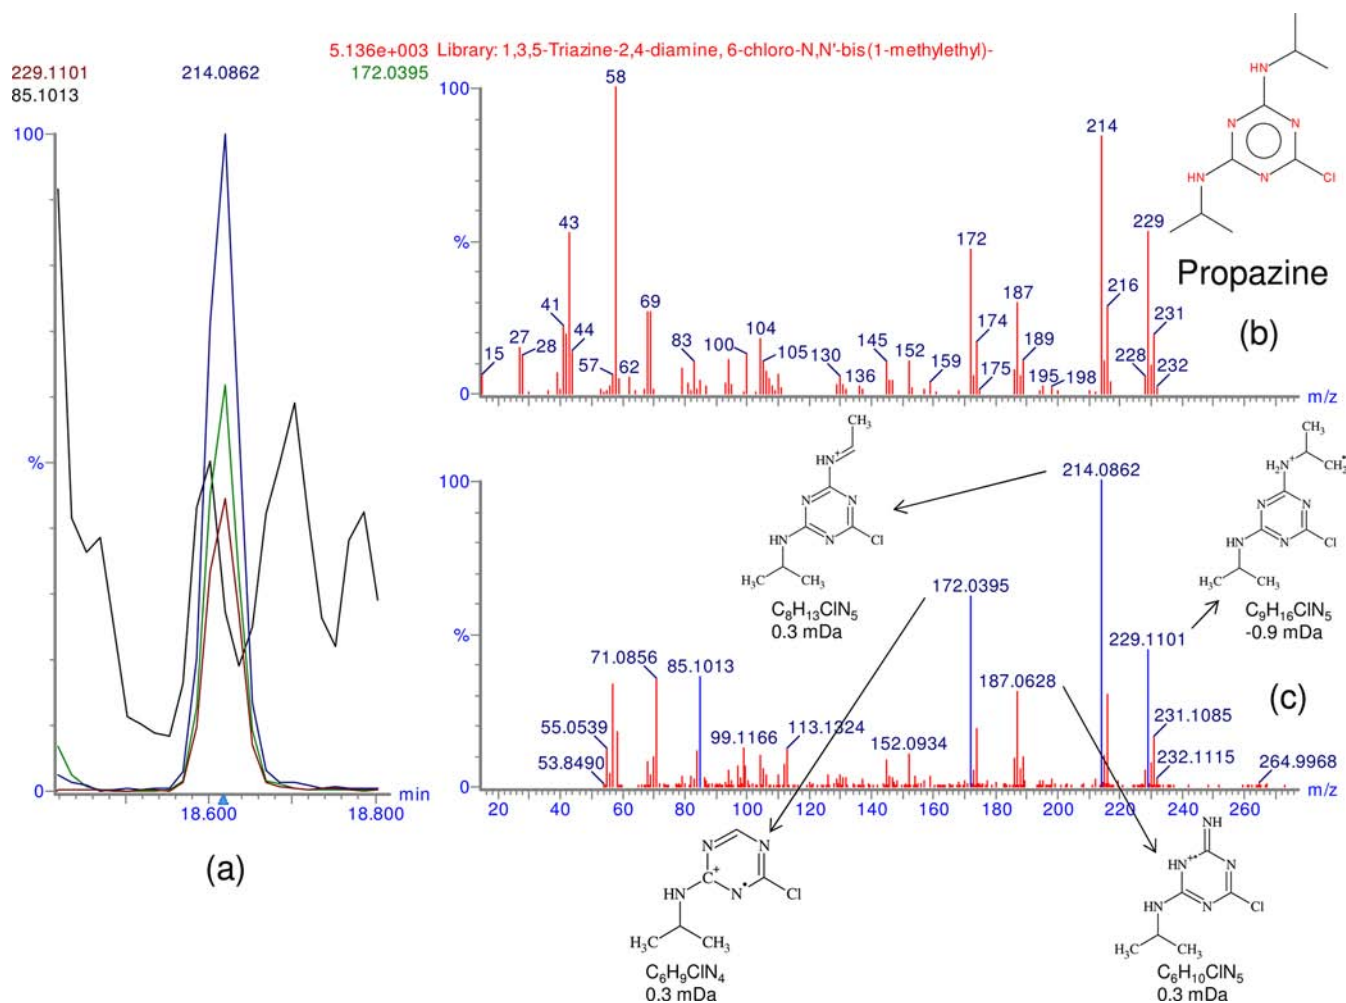 5.136e+003 Library: 1,3,5-Triazine-2,4-diamine, 6-chloro-N,N'-bis(1-methylethyl)-
229.1101 214.0862 172.0395
85.1013
100
%
0
18.600 18.800 min
(a)
100
%
0
15
27
28
41
43
44
57
58
62
69
83
100
104
105
130
136
145
152
159
172
174
175
187
189
195
198
214
216
228
229
231
232
m/z
HN
N N
N
HN Cl
Propazine
(b)
100
%
0
53.8490
55.0539
71.0856
85.1013
99.1166
113.1324
152.0934
172.0395
187.0628
214.0862
229.1101
231.1085
232.1115
264.9968
20 40 60 80 100 120 140 160 180 200 220 240 260
m/z
(c)
CH3
HN+
N N
N
HN Cl
H3C CH3
C8H13ClN5
0.3 mDa
CH3
H2N+ CH2•
N N
N
HN Cl
H3C CH3
C9H16ClN5
-0.9 mDa
N N
C+ N•
HN Cl
H3C CH3
C6H9ClN4
0.3 mDa
NH
HN+• N
N
HN Cl
H3C CH3
C6H10ClN5
0.3 mDa